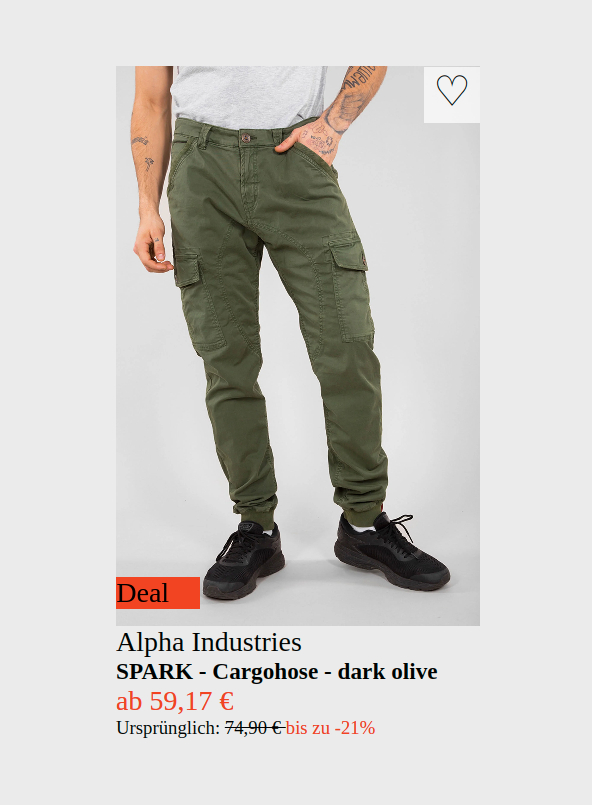 Deal
Alpha Industries
SPARK - Cargohose - dark olive
ab 59,17 €
Ursprünglich: 74,90 € bis zu -21%